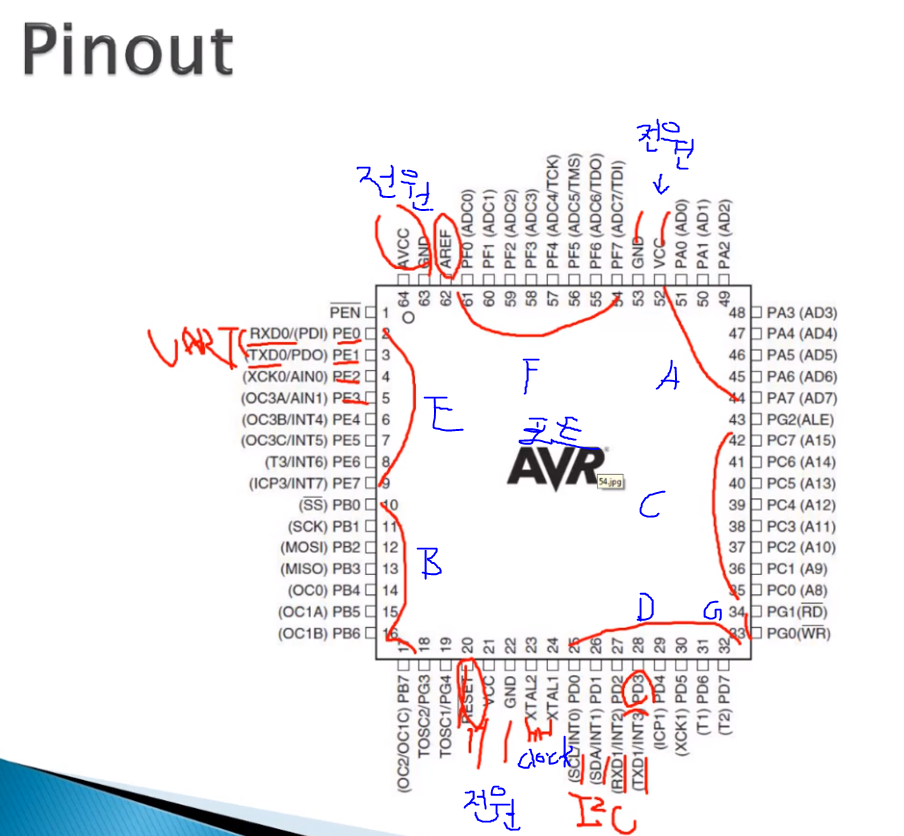 Pinout
전원
전원
AVCC
GND
AREF
PF0 (ADC0)
PF1 (ADC1)
PF2 (ADC2)
PF3 (ADC3)
PF4 (ADC4/TCK)
PF5 (ADC5/TMS)
PF6 (ADC6/TDO)
PF7 (ADC7/TDI)
GND
VCC
PA0 (AD0)
PA1 (AD1)
PA2 (AD2)
64 63 62 61 60 59 58 57 56 55 54 53 52 51 50 49
PEN 1
UART
RXD0/(PDI) PE0 2
(TXD0/PDO) PE1 3
(XCK0/AIN0) PE2 4
(OC3A/AIN1) PE3 5
(OC3B/INT4) PE4 6
(OC3C/INT5) PE5 7
(T3/INT6) PE6 8
(ICP3/INT7) PE7 9
(SS) PB0 10
(SCK) PB1 11
(MOSI) PB2 12
(MISO) PB3 13
(OC0) PB4 14
(OC1A) PB5 15
(OC1B) PB6 16
F
A
E
포트
AVR
54.jpg
C
B
D
G
48 PA3 (AD3)
47 PA4 (AD4)
46 PA5 (AD5)
45 PA6 (AD6)
44 PA7 (AD7)
43 PG2(ALE)
42 PC7 (A15)
41 PC6 (A14)
40 PC5 (A13)
39 PC4 (A12)
38 PC3 (A11)
37 PC2 (A10)
36 PC1 (A9)
35 PC0 (A8)
34 PG1(RD)
33 PG0(WR)
17 18 19 20 21 22 23 24 25 26 27 28 29 30 31 32
(OC2/OC1C) PB7
TOSC2/PG3
TOSC1/PG4
RESET
VCC
GND
XTAL2
XTAL1
(SCL/INT0) PD0
(SDA/INT1) PD1
(RXD1/INT2) PD2
(TXD1/INT3) PD3
(ICP1) PD4
(XCK1) PD5
(T1) PD6
(T2) PD7
clock
전원
I²C